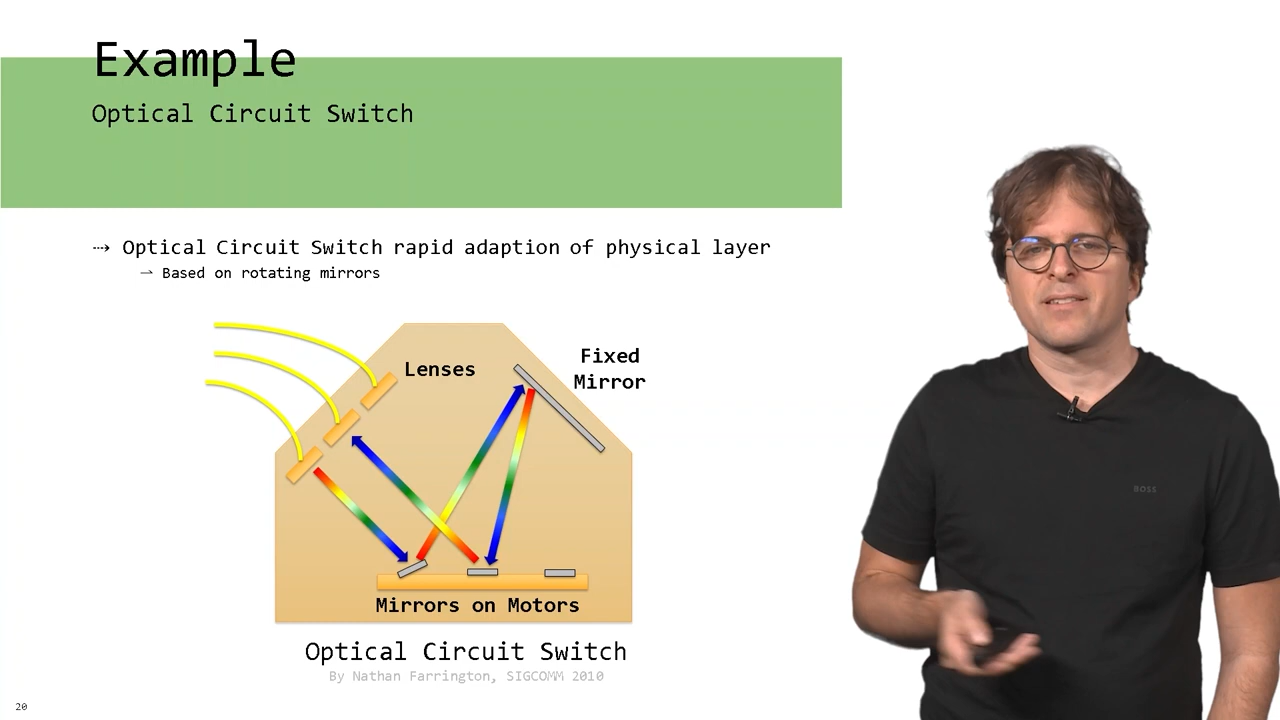 Example
Optical Circuit Switch
⇢ Optical Circuit Switch rapid adaption of physical layer
→ Based on rotating mirrors
Lenses
Fixed
Mirror
Mirrors on Motors
Optical Circuit Switch
By Nathan Farrington, SIGCOMM 2010
BOSS
20